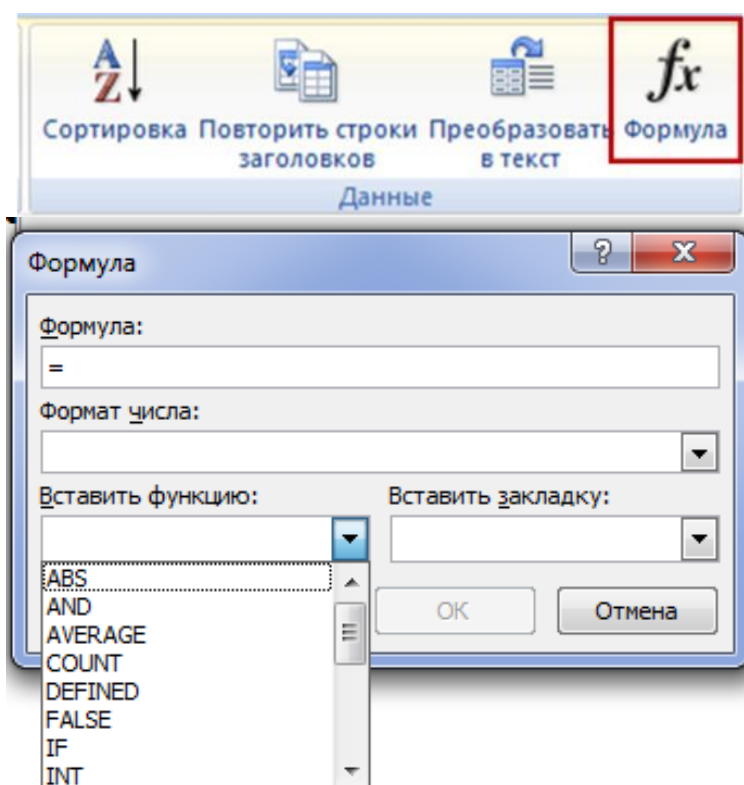 A
Z
fx
Сортировка Повторить строки Преобразовать Формула
заголовков в текст
Данные
Формула
?
x
Формула:
=
Формат числа:
Вставить функцию: Вставить закладку:
ABS
AND
AVERAGE
COUNT
DEFINED
FALSE
IF
INT
OK Отмена